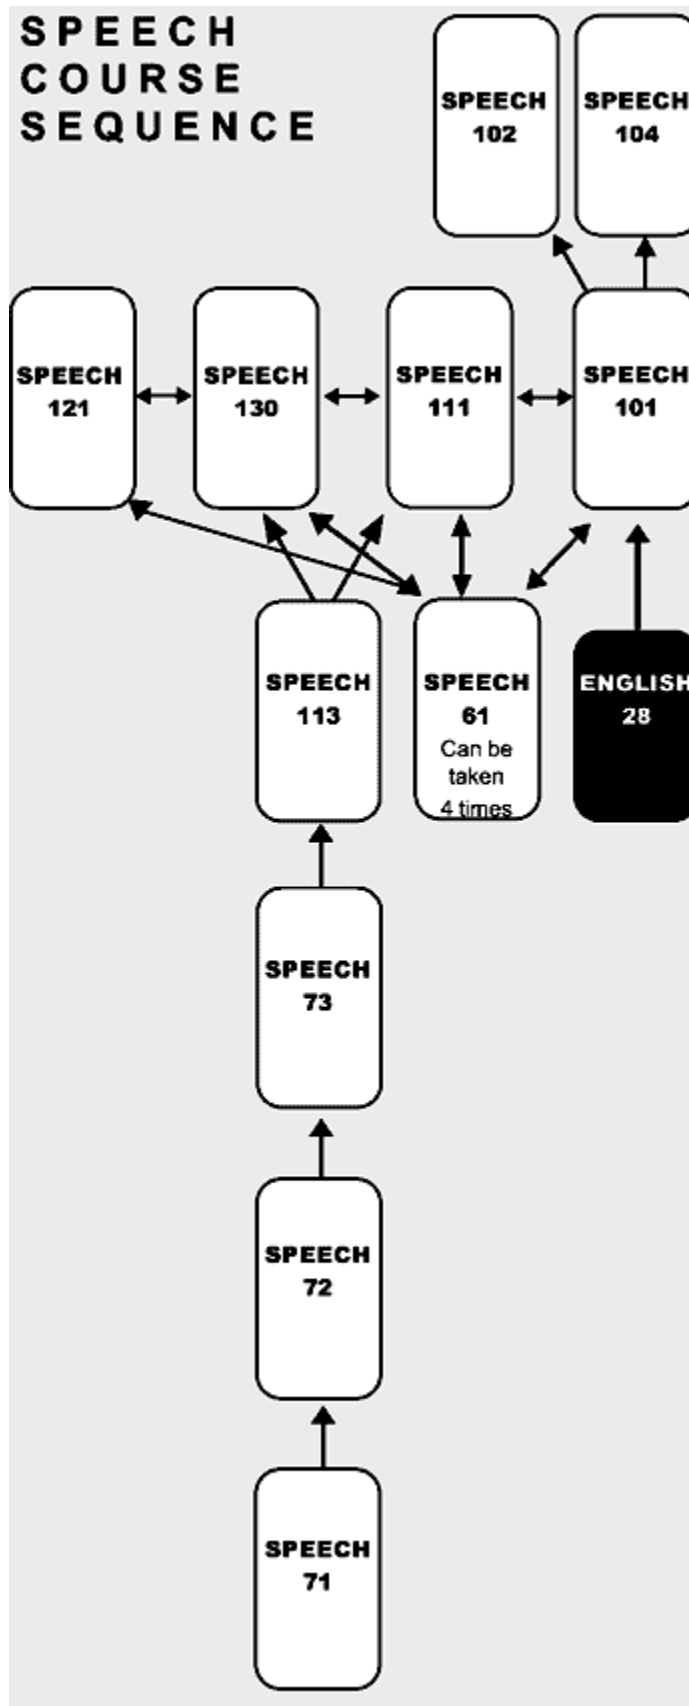 SPEECH
COURSE
SEQUENCE
SPEECH
102
SPEECH
104
SPEECH
121
SPEECH
130
SPEECH
111
SPEECH
101
SPEECH
113
SPEECH
61
Can be
taken
4 times
ENGLISH
28
SPEECH
73
SPEECH
72
SPEECH
71